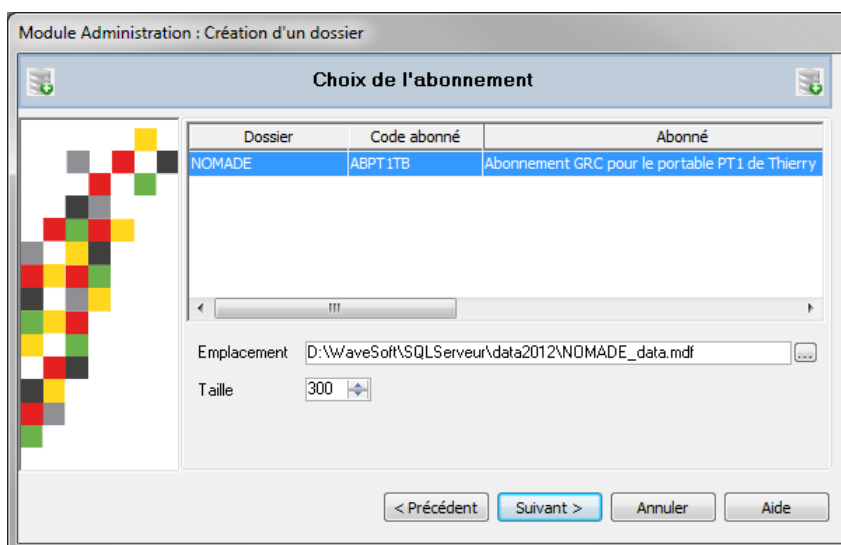 Module Administration : Création d'un dossier
Choix de l'abonnement
Dossier Code abonné Abonné
NOMADE ABPT1TB Abonnement GRC pour le portable PT1 de Thierry
Emplacement D:\WaveSoft\SQLServeur\data2012\NOMADE_data.mdf ...
Taille 300
< Précédent Suivant > Annuler Aide